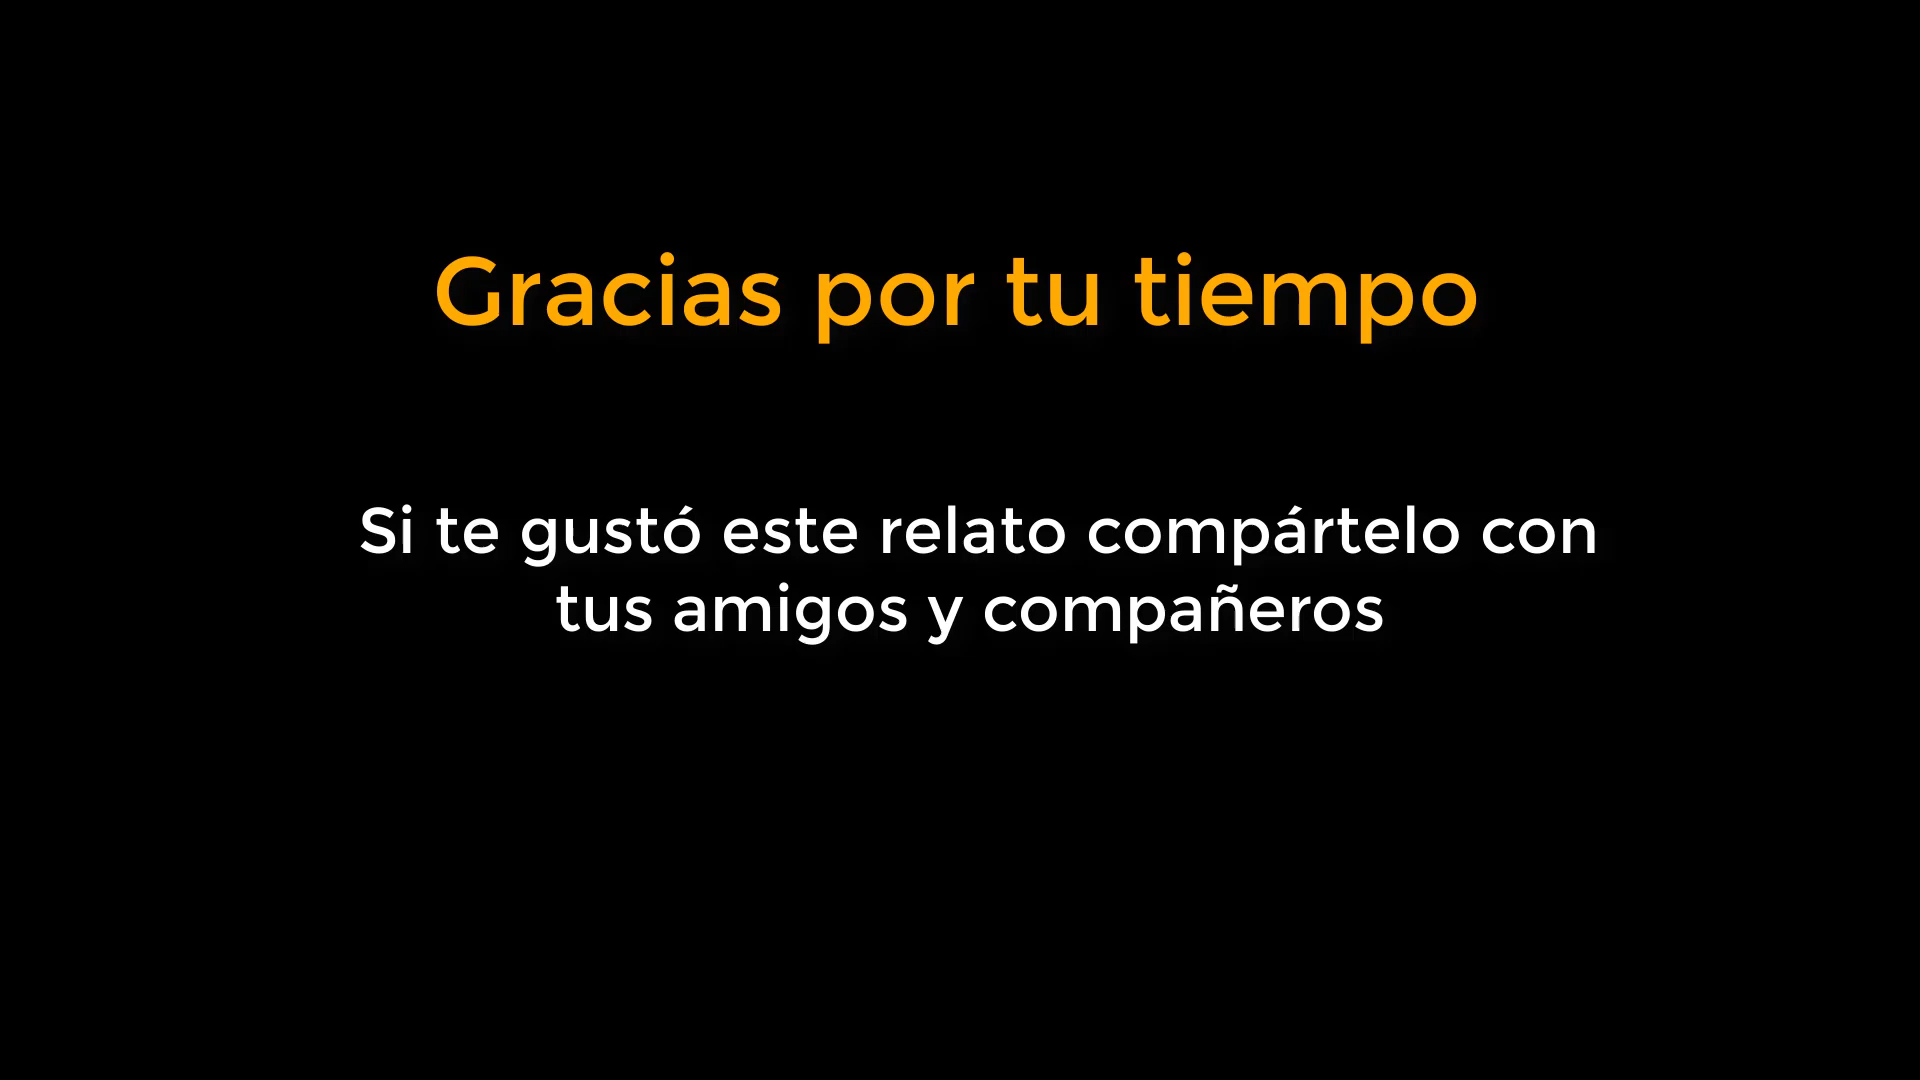 Gracias por tu tiempo
Si te gustó este relato compártelo con
tus amigos y compañeros